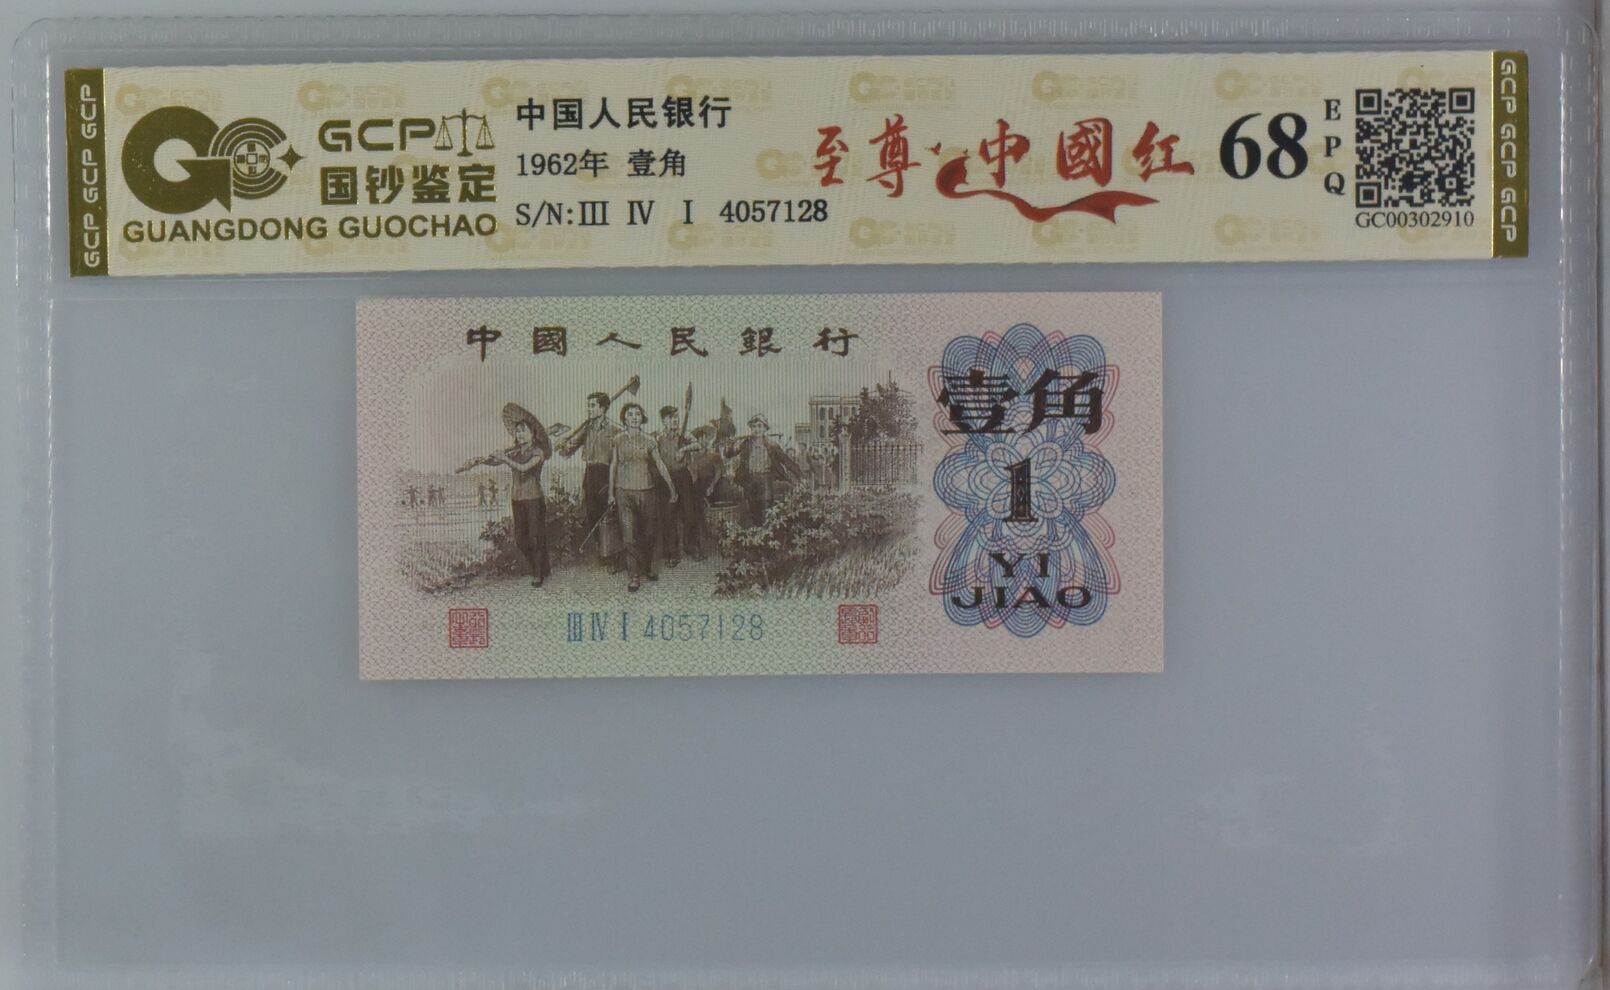 GCP GCP GCP
GCP
国钞鉴定
GUANGDONG GUOCHAO
中国人民银行
1962年 壹角
S/N:III IV I 4057128
至尊·中國红
68
EPQ
GC00302910
GCP GCP GCP
中國人民銀行
壹角
1
YI
JIAO
III IV I 4057128